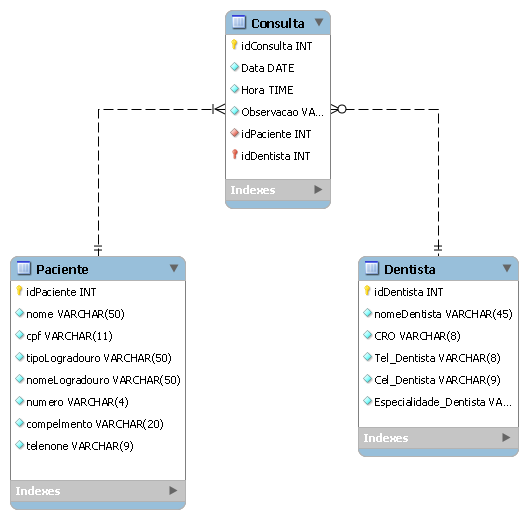 Consulta
idConsulta INT
Data DATE
Hora TIME
Observacao VA...
idPaciente INT
idDentista INT
Indexes
Paciente
idPaciente INT
nome VARCHAR(50)
cpf VARCHAR(11)
tipoLogradouro VARCHAR(50)
nomeLogradouro VARCHAR(50)
numero VARCHAR(4)
compelmento VARCHAR(20)
telenone VARCHAR(9)
Indexes
Dentista
idDentista INT
nomeDentista VARCHAR(45)
CRO VARCHAR(8)
Tel_Dentista VARCHAR(8)
Cel_Dentista VARCHAR(9)
Especialidade_Dentista VA...
Indexes